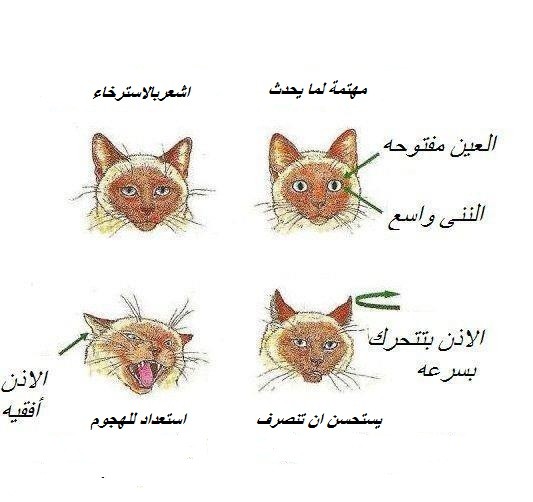 مهتمة لما يحدث
اشعربالاسترخاء
العين مفتوحه
الننى واسع
الاذن بتتحرك
بسرعه
الاذن
أفقيه
يستحسن ان تنصرف
استعداد للهجوم